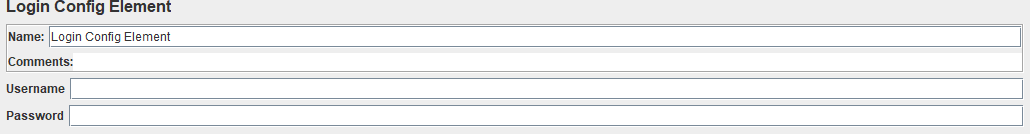 Login Config Element
Name: Login Config Element
Comments:
Username
Password